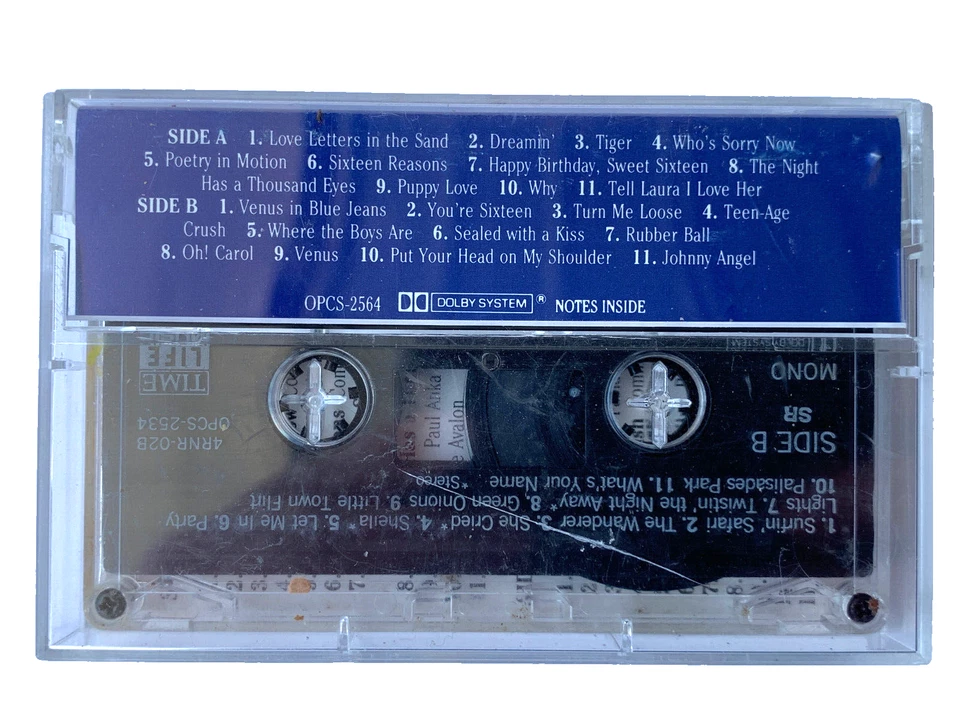 SIDE A 1. Love Letters in the Sand 2. Dreamin' 3. Tiger 4. Who's Sorry Now
5. Poetry in Motion 6. Sixteen Reasons 7. Happy Birthday, Sweet Sixteen 8. The Night
Has a Thousand Eyes 9. Puppy Love 10. Why 11. Tell Laura I Love Her
SIDE B 1. Venus in Blue Jeans 2. You're Sixteen 3. Turn Me Loose 4. Teen-Age
Crush 5. Where the Boys Are 6. Sealed with a Kiss 7. Rubber Ball
8. Oh! Carol 9. Venus 10. Put Your Head on My Shoulder 11. Johnny Angel
OPCS-2564 DOLBY SYSTEM ® NOTES INSIDE
1. Surfin' Safari 2. The Wanderer 3. She Cried* 4. Sheila* 5. Let Me In 6. Party
Lights 7. Twistin' the Night Away* 8. Green Onions 9. Little Town Flirt
10. Palisades Park 11. What's Your Name *Stereo
SIDE B
SR
MONO
4RNR-02B
OPCS-2534
TIME
LIFE
Paul Anka
Avalon